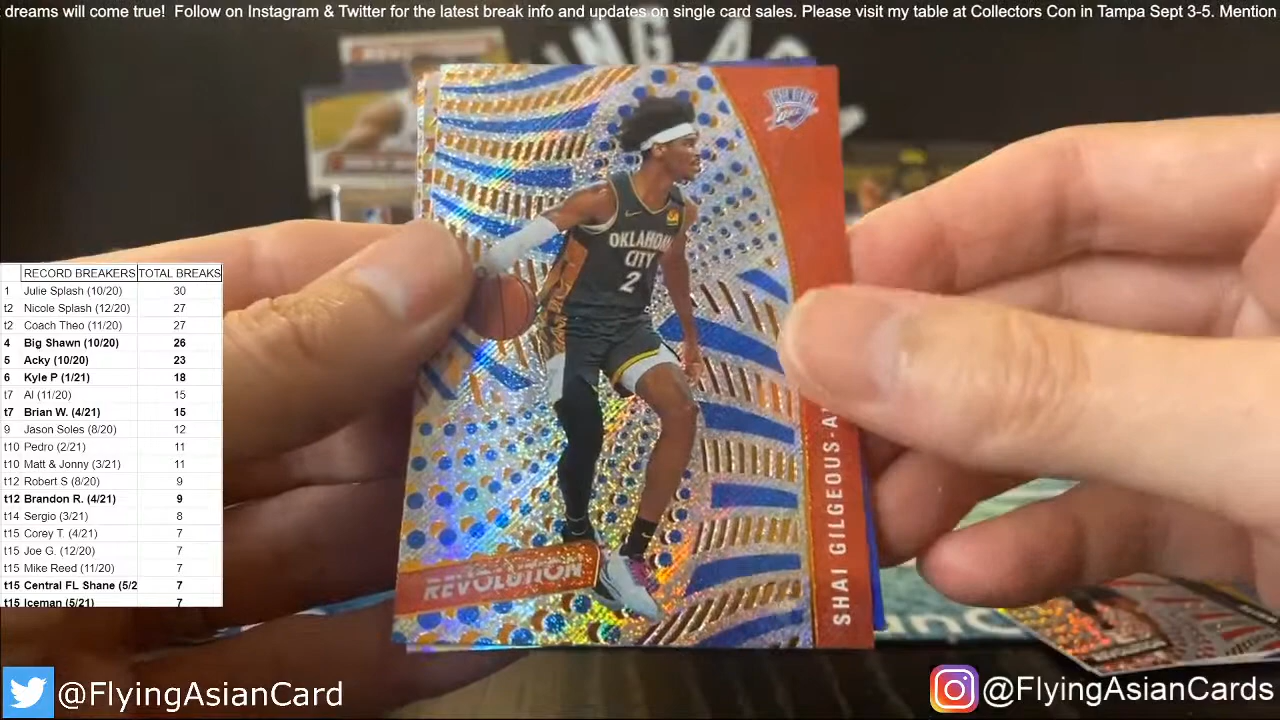 dreams will come true!  Follow on Instagram & Twitter for the latest break info and updates on single card sales. Please visit my table at Collectors Con in Tampa Sept 3-5. Mention
OKC
OKLAHOM
CITY
2
REVOLUTION
SHAI GILGEOUS-A
RECORD BREAKERS TOTAL BREAKS
1 Julie Splash (10/20) 30
t2 Nicole Splash (12/20) 27
t2 Coach Theo (11/20) 27
4 Big Shawn (10/20) 26
5 Acky (10/20) 23
6 Kyle P (1/21) 18
t7 Al (11/20) 15
t7 Brian W. (4/21) 15
9 Jason Soles (8/20) 12
t10 Pedro (2/21) 11
t10 Matt & Jonny (3/21) 11
t12 Robert S (8/20) 9
t12 Brandon R. (4/21) 9
t14 Sergio (3/21) 8
t15 Corey T. (4/21) 7
t15 Joe G. (12/20) 7
t15 Mike Reed (11/20) 7
t15 Central FL Shane (5/2 7
t15 Iceman (5/21) 7
@FlyingAsianCard
@FlyingAsianCards